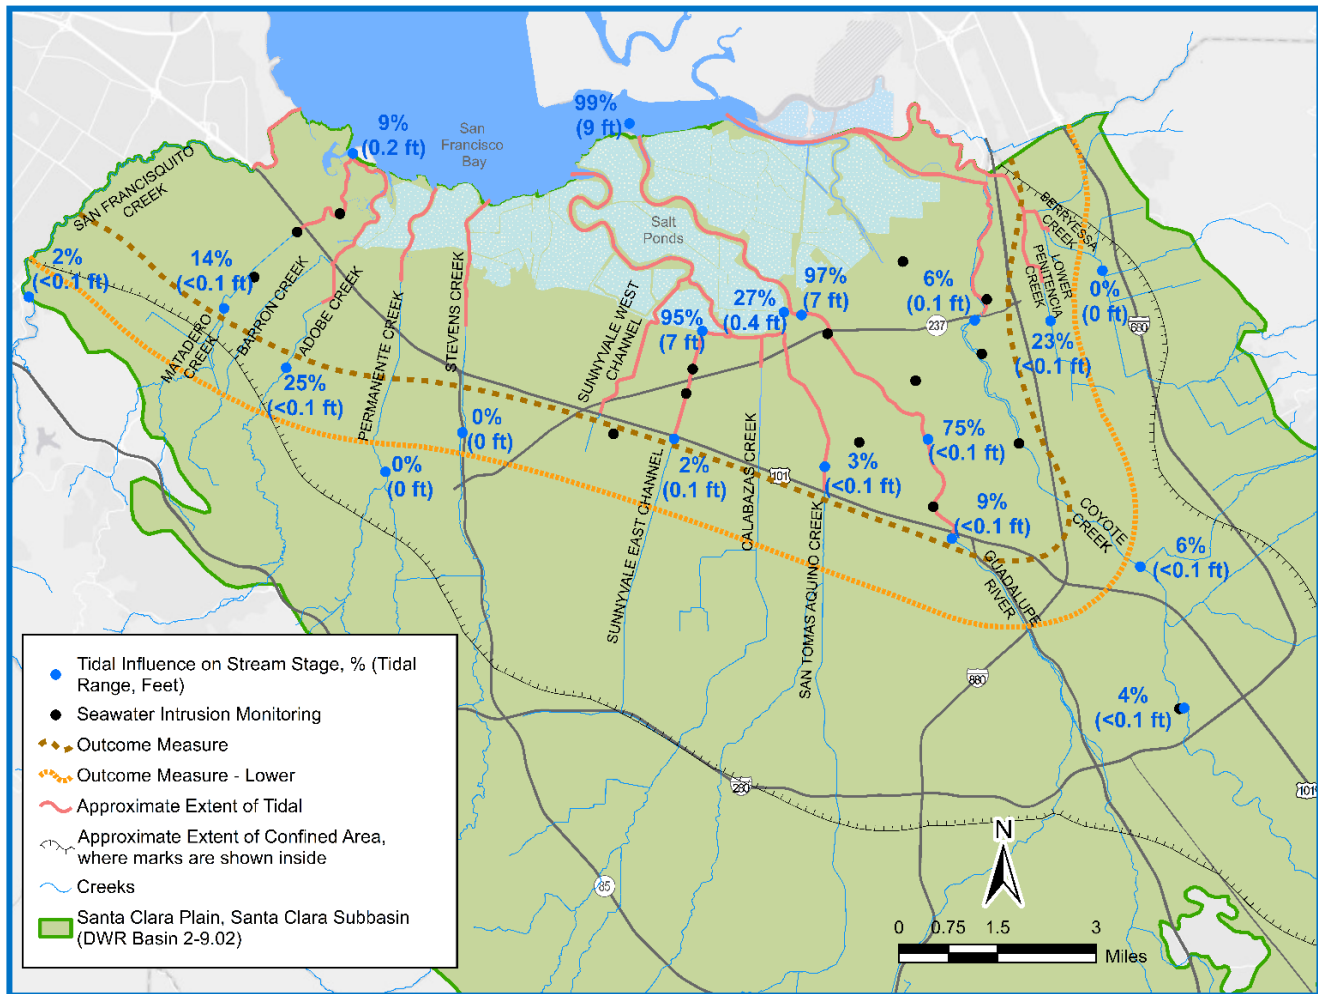 99%
(9 ft)
9%
(0.2 ft)
San
Francisco
Bay
SAN FRANCISQUITO
CREEK
Salt
Ponds
BERRYESSA
CREEK
LOWER
PENITENCIA
CREEK
2%
(<0.1 ft)
14%
(<0.1 ft)
MATADERO
CREEK
BARRON CREEK
ADOBE CREEK
PERMANENTE CREEK
STEVENS CREEK
SUNNYVALE WEST
CHANNEL
95%
(7 ft)
27%
(0.4 ft)
97%
(7 ft)
6%
(0.1 ft)
237
23%
(<0.1 ft)
0%
(0 ft)
680
25%
(<0.1 ft)
0%
(0 ft)
0%
(0 ft)
2%
(0.1 ft)
SUNNYVALE EAST CHANNEL
CALABAZAS CREEK
101
3%
(<0.1 ft)
SAN TOMAS AQUINO CREEK
75%
(<0.1 ft)
9%
(<0.1 ft)
GUADALUPE
RIVER
COYOTE
CREEK
6%
(<0.1 ft)
880
4%
(<0.1 ft)
280
101
85
Tidal Influence on Stream Stage, % (Tidal
Range, Feet)
Seawater Intrusion Monitoring
Outcome Measure
Outcome Measure - Lower
Approximate Extent of Tidal
Approximate Extent of Confined Area,
where marks are shown inside
Creeks
Santa Clara Plain, Santa Clara Subbasin
(DWR Basin 2-9.02)
N
0 0.75 1.5 3
Miles